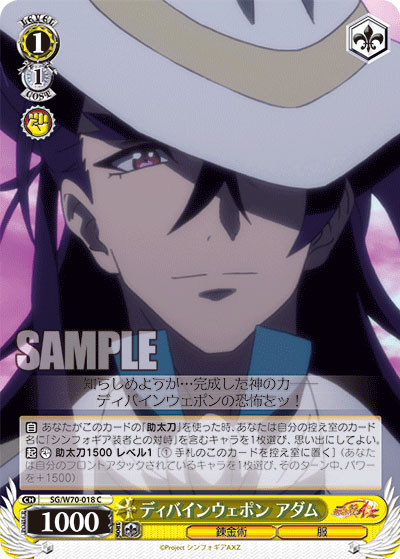 LEVEL
1
1
COST
SAMPLE
知らしめようか…完成した神の力──
ディバインウェポンの恐怖をッ!
自 あなたがこのカードの『助太刀』を使った時、あなたは自分の控え室のカード
名に「シンフォギア装者との対峙」を含むキャラを1枚選び、思い出にしてよい。
起 助太刀1500 レベル1 〔① 手札のこのカードを控え室に置く〕 (あなた
は自分のフロントアタックされているキャラを1枚選び、そのターン中、パワ
ーを+1500)
CH SG/W70-018 C
POWER
1000
ディバインウェポン アダム
錬金術 服
©Project シンフォギアAXZ